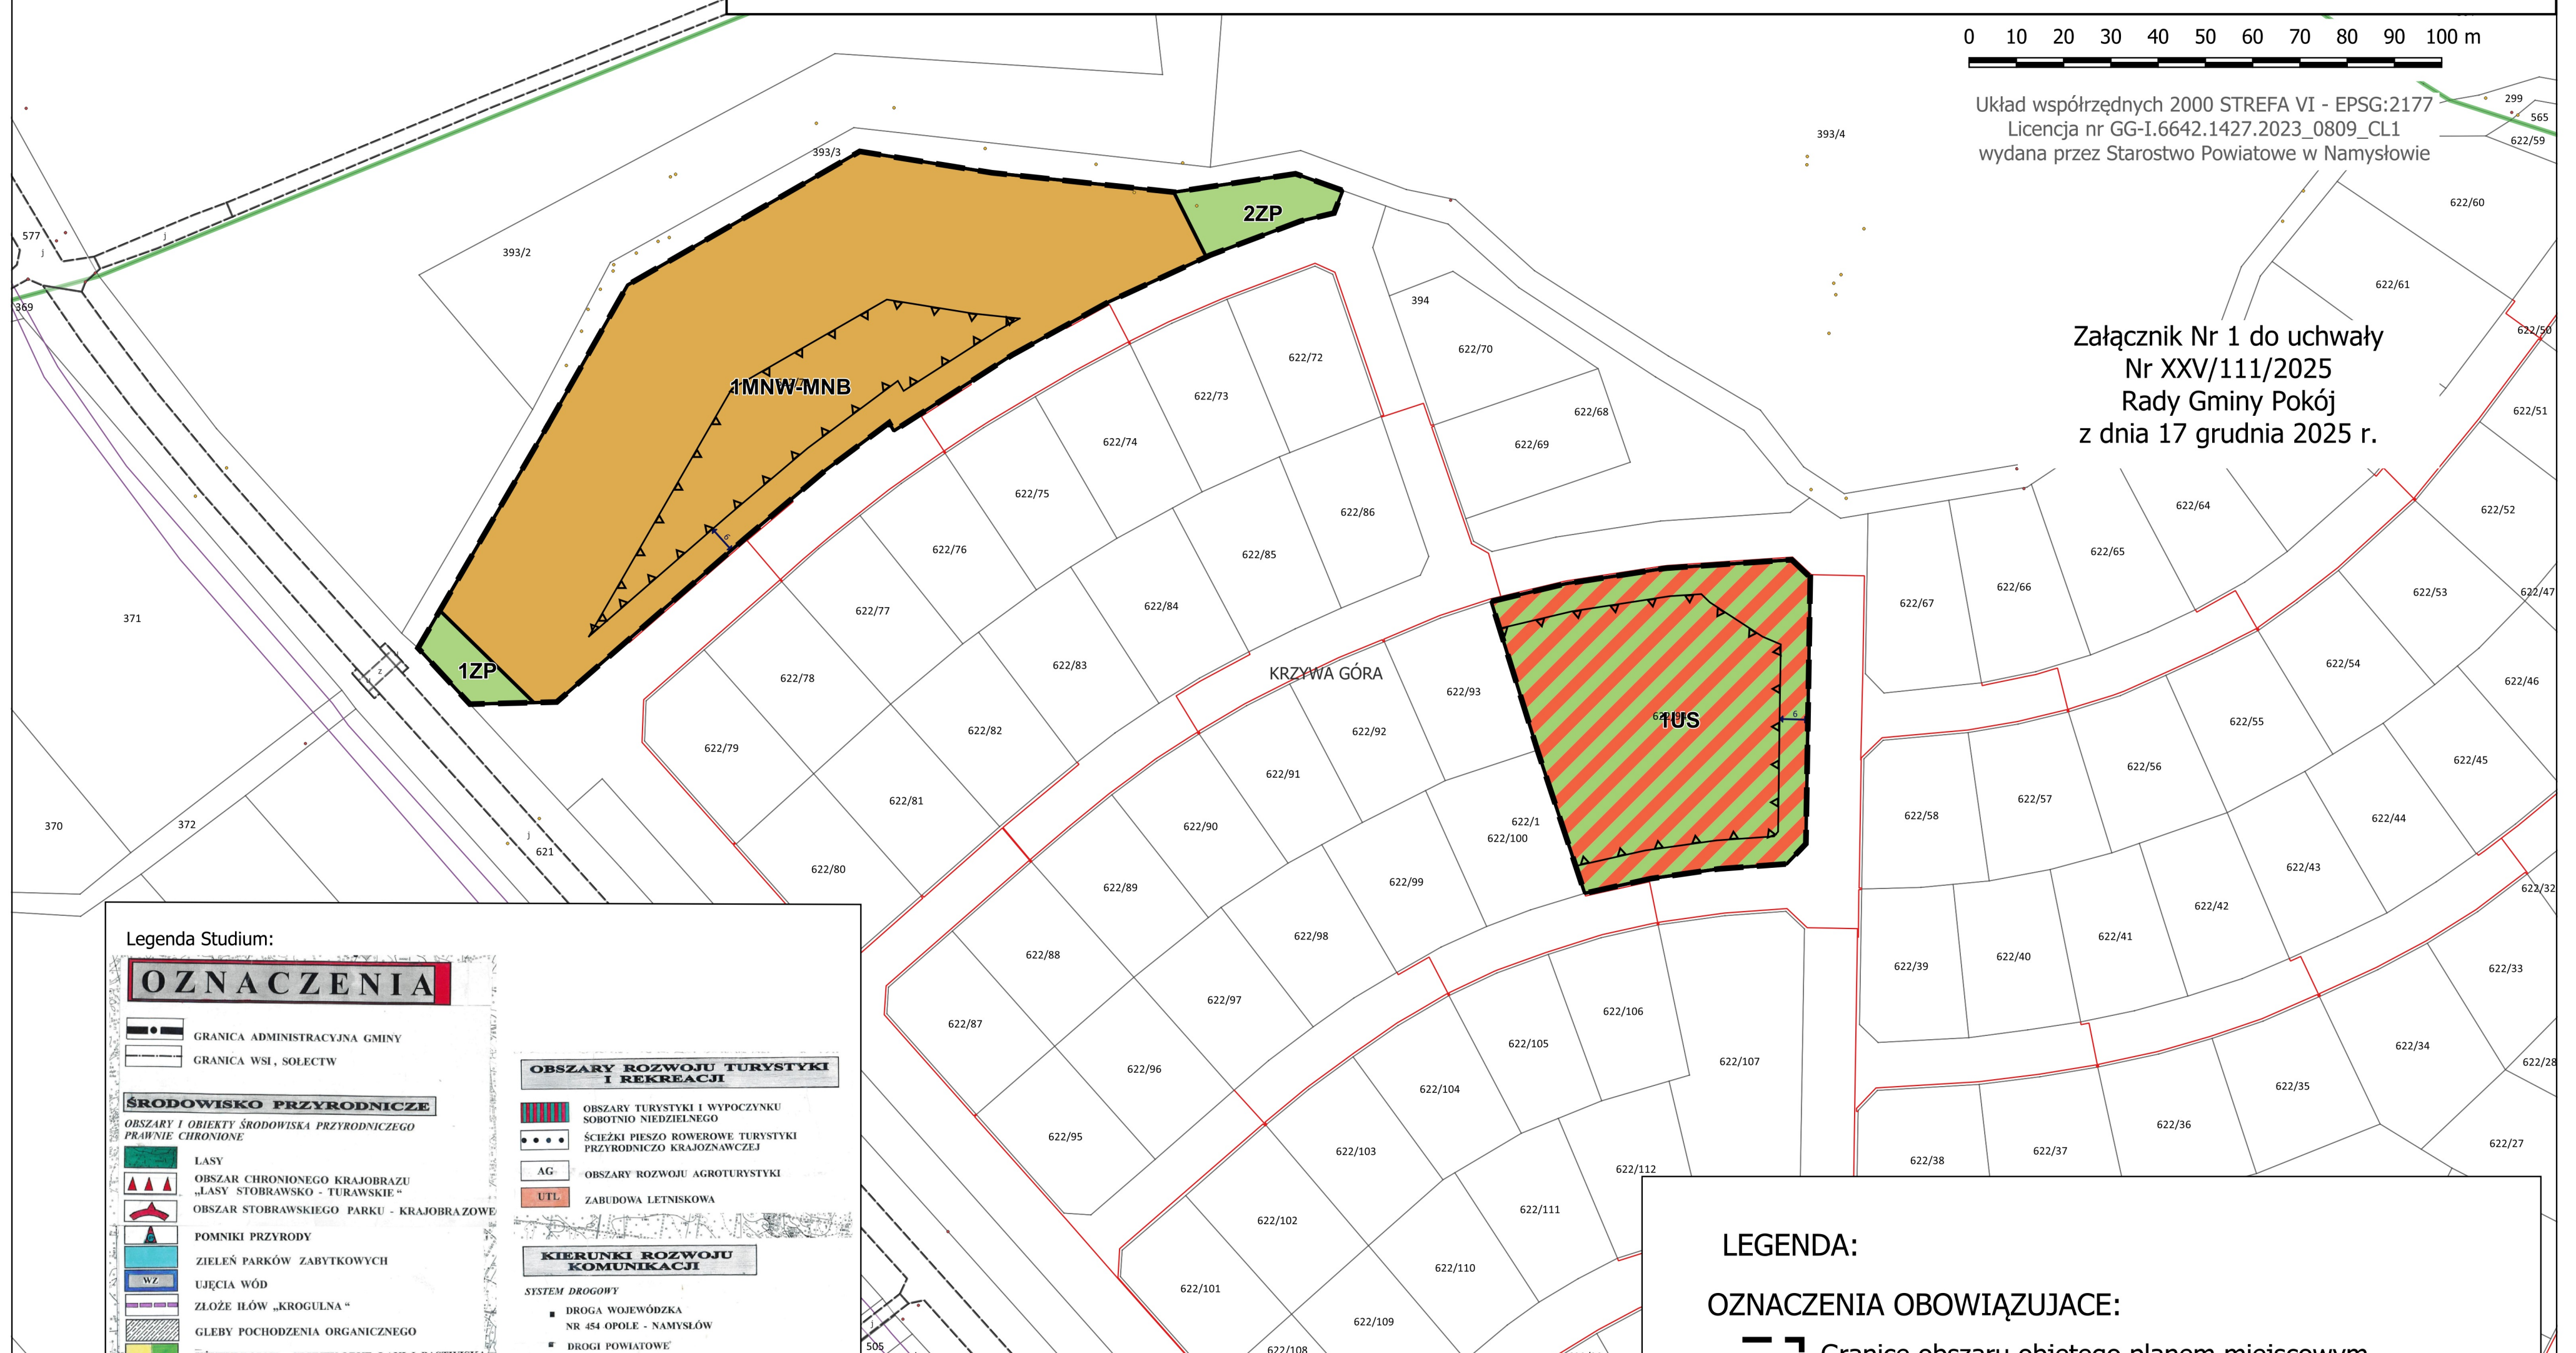 0 10 20 30 40 50 60 70 80 90 100 m
Układ współrzędnych 2000 STREFA VI - EPSG:2177
Licencja nr GG-I.6642.1427.2023_0809_CL1
wydana przez Starostwo Powiatowe w Namysłowie
Załącznik Nr 1 do uchwały
Nr XXV/111/2025
Rady Gminy Pokój
z dnia 17 grudnia 2025 r.
299
565
622/59
393/4
393/3
622/60
2ZP
577
j
j
393/2
622/61
394
369
622/50
622/70
622/72
1MNW-MNB
622/73
622/68
622/51
622/74
622/69
622/75
622/86
622/64
622/52
6
622/76
622/85
622/65
622/66
622/53
622/47
622/67
622/77
622/84
371
622/54
622/83
1ZP
z
KRZYWA GÓRA
622/78
622/93
622/46
1US
6
622/55
622/82
622/92
622/79
622/45
622/56
622/91
622/57
622/81
622/58
622/44
622/1
622/100
622/90
370
372
j
621
622/43
622/80
622/99
622/89
622/32
622/42
622/98
622/41
622/88
622/40
622/39
622/33
622/97
622/106
622/87
622/105
622/34
622/107
622/28
622/96
622/104
622/35
622/36
622/95
622/103
622/37
622/27
622/38
622/112
622/111
622/102
622/110
622/101
622/109
j
505
622/108
Legenda Studium:
OZNACZENIA
GRANICA ADMINISTRACYJNA GMINY
GRANICA WSI, SOŁECTW
ŚRODOWISKO PRZYRODNICZE
OBSZARY I OBIEKTY ŚRODOWISKA PRZYRODNICZEGO
PRAWNIE CHRONIONE
LASY
OBSZAR CHRONIONEGO KRAJOBRAZU
„LASY STOBRAWSKO - TURAWSKIE“
OBSZAR STOBRAWSKIEGO PARKU - KRAJOBRAZOWE
POMNIKI PRZYRODY
ZIELEŃ PARKÓW ZABYTKOWYCH
WZ
UJĘCIA WÓD
ZŁOŻE IŁÓW „KROGULNA“
GLEBY POCHODZENIA ORGANICZNEGO
OBSZARY ROZWOJU TURYSTYKI
I REKREACJI
OBSZARY TURYSTYKI I WYPOCZYNKU
SOBOTNIO NIEDZIELNEGO
ŚCIEŻKI PIESZO ROWEROWE TURYSTYKI
PRZYRODNICZO KRAJOZNAWCZEJ
AG OBSZARY ROZWOJU AGROTURYSTYKI
UTL ZABUDOWA LETNISKOWA
KIERUNKI ROZWOJU
KOMUNIKACJI
SYSTEM DROGOWY
DROGA WOJEWÓDZKA
NR 454 OPOLE - NAMYSŁÓW
DROGI POWIATOWE
LEGENDA:
OZNACZENIA OBOWIĄZUJACE:
Granice obszaru objętego planem miejscowym